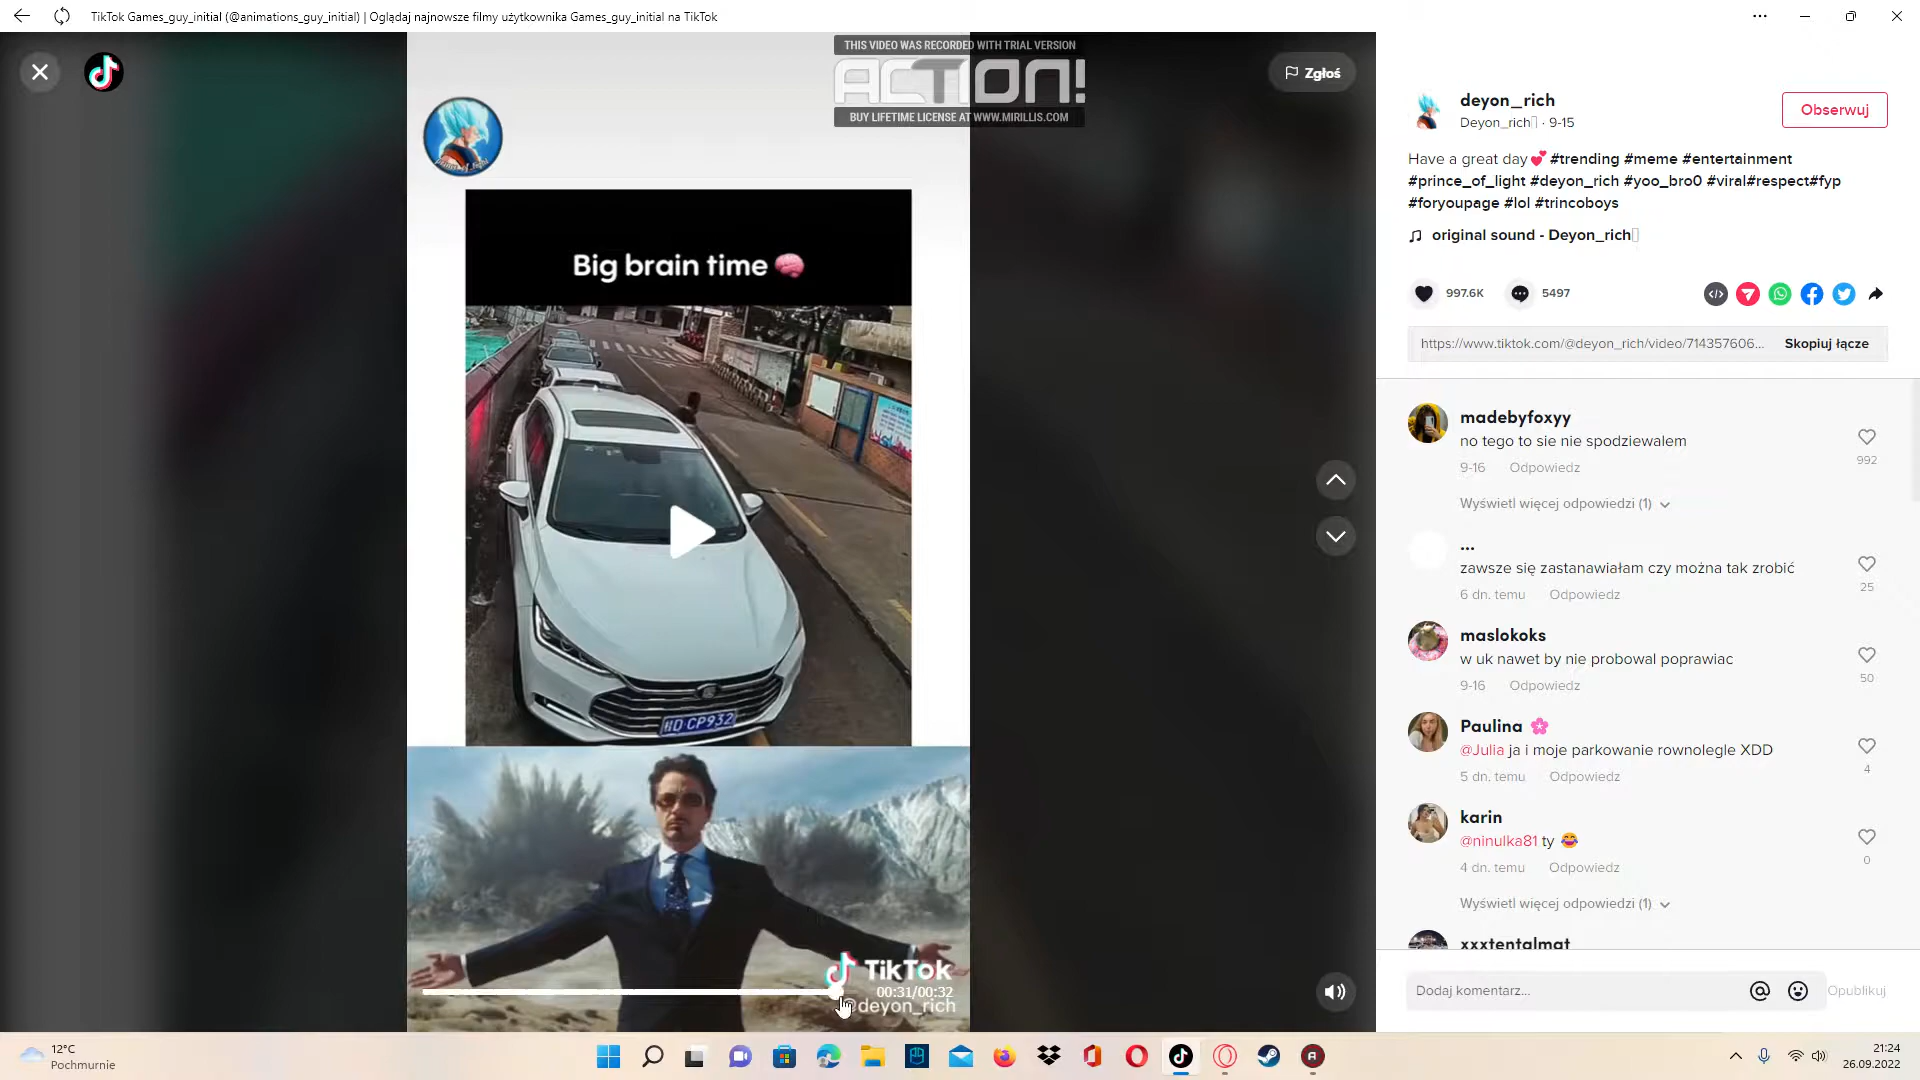 TikTok Games_guy_initial (@animations_guy_initial) | Oglądaj najnowsze filmy użytkownika Games_guy_initial na TikTok
THIS VIDEO WAS RECORDED WITH TRIAL VERSION
ACTION!
BUY LIFETIME LICENSE AT WWW.MIRILLIS.COM
Zgłoś
Big brain time 🧠
D CP932
TikTok
00:31/00:32
@deyon_rich
deyon_rich
Deyon_rich · 9-15
Obserwuj
Have a great day💕 #trending #meme #entertainment
#prince_of_light #deyon_rich #yoo_bro0 #viral#respect#fyp
#foryoupage #lol #trincoboys
original sound - Deyon_rich
997.6K
5497
https://www.tiktok.com/@deyon_rich/video/714357606...
Skopiuj łącze
madebyfoxyy
no tego to sie nie spodziewalem
992
9-16 Odpowiedz
Wyświetl więcej odpowiedzi (1)
...
zawsze się zastanawiałam czy można tak zrobić
25
6 dn. temu Odpowiedz
maslokoks
w uk nawet by nie probowal poprawiac
50
9-16 Odpowiedz
Paulina 🌸
@Julia ja i moje parkowanie rownolegle XDD
4
5 dn. temu Odpowiedz
karin
@ninulka81 ty 😂
0
4 dn. temu Odpowiedz
Wyświetl więcej odpowiedzi (1)
xxxtentalmat
Dodaj komentarz...
Opublikuj
12°C
Pochmurnie
21:24
26.09.2022